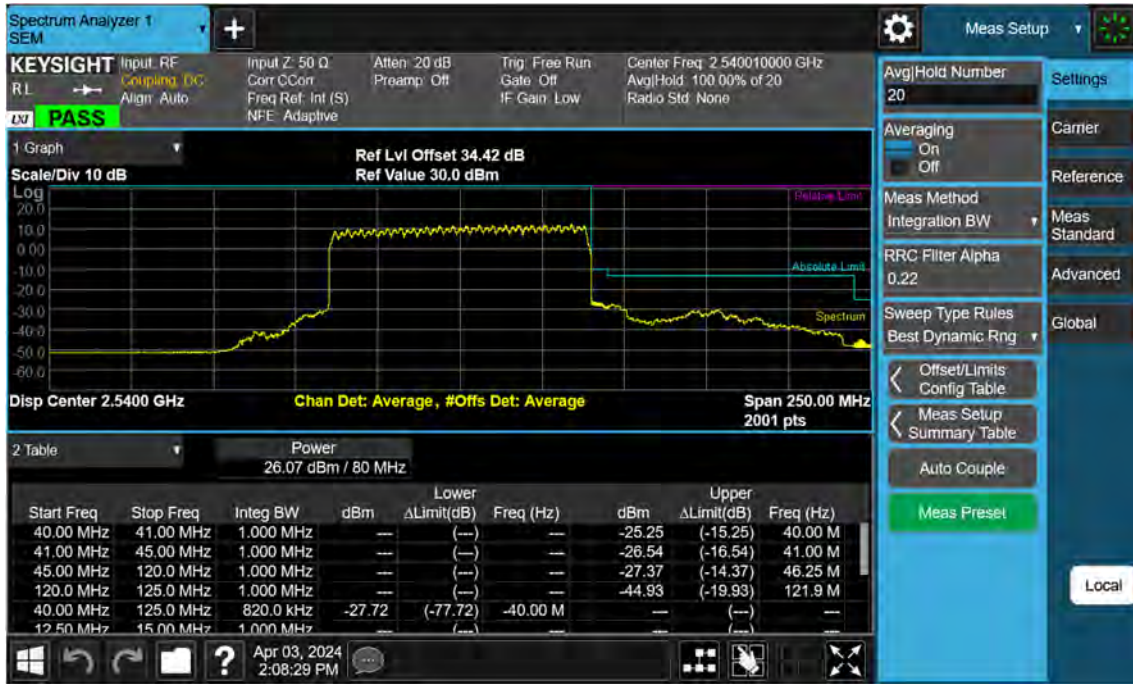 Spectrum Analyzer 1
SEM
+
Meas Setup
KEYSIGHT
Input: RF
Coupling: DC
Align: Auto
Input Z: 50 Ω
Corr CCorr
Freq Ref: Int (S)
NFE: Adaptive
Atten: 20 dB
Preamp: Off
Trig: Free Run
Gate: Off
IF Gain: Low
Center Freq: 2.540010000 GHz
Avg|Hold: 100.00% of 20
Radio Std: None
RL
LXI
PASS
1 Graph
Scale/Div 10 dB
Ref Lvl Offset 34.42 dB
Ref Value 30.0 dBm
Log
20.0
10.0
0.00
-10.0
-20.0
-30.0
-40.0
-50.0
-60.0
Relative Limit
Absolute Limit
Spectrum
Disp Center 2.5400 GHz
Chan Det: Average, #Offs Det: Average
Span 250.00 MHz
2001 pts
2 Table
Power
26.07 dBm / 80 MHz
Lower Upper
Start Freq Stop Freq Integ BW dBm ΔLimit(dB) Freq (Hz) dBm ΔLimit(dB) Freq (Hz)
40.00 MHz 41.00 MHz 1.000 MHz --- (---) --- -25.25 (-15.25) 40.00 M
41.00 MHz 45.00 MHz 1.000 MHz --- (---) --- -26.54 (-16.54) 41.00 M
45.00 MHz 120.0 MHz 1.000 MHz --- (---) --- -27.37 (-14.37) 46.25 M
120.0 MHz 125.0 MHz 1.000 MHz --- (---) --- -44.93 (-19.93) 121.9 M
40.00 MHz 125.0 MHz 820.0 kHz -27.72 (-77.72) -40.00 M --- (---) ---
12.50 MHz 15.00 MHz 1.000 MHz --- (---) --- --- (---) ---
?
Apr 03, 2024
2:08:29 PM
Avg|Hold Number
20
Averaging
On
Off
Meas Method
Integration BW
RRC Filter Alpha
0.22
Sweep Type Rules
Best Dynamic Rng
Offset/Limits
Config Table
Meas Setup
Summary Table
Auto Couple
Meas Preset
Settings
Carrier
Reference
Meas
Standard
Advanced
Global
Local